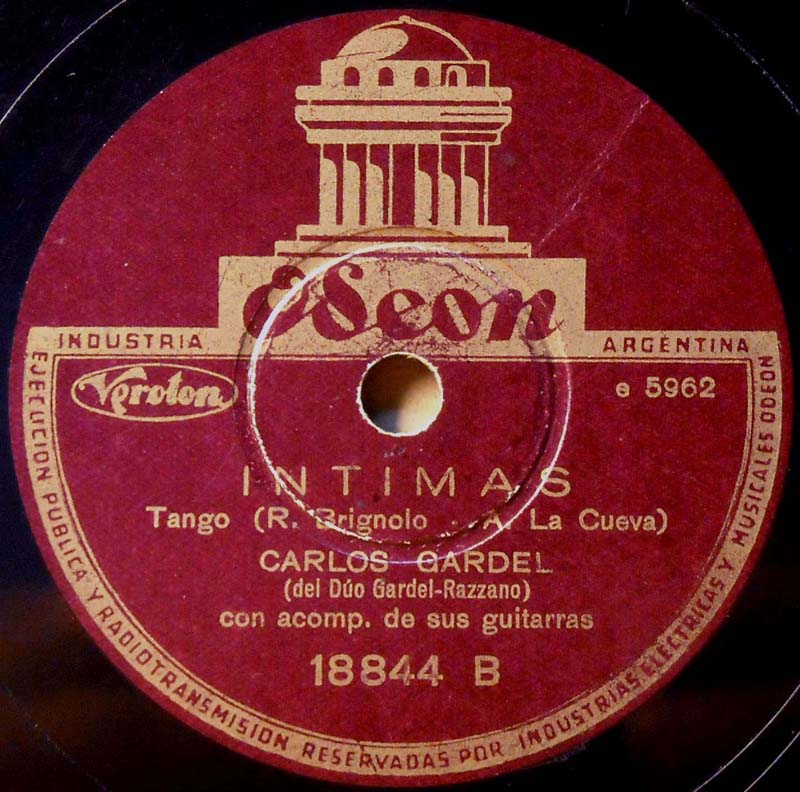 Odeon
INDUSTRIA ARGENTINA
Veroton e 5962
INTIMAS
Tango (R. Brignolo - A. La Cueva)
CARLOS GARDEL
(del Dúo Gardel-Razzano)
con acomp. de sus guitarras
18844 B
EJECUCION PUBLICA Y RADIOTRANSMISION RESERVADAS POR INDUSTRIAS ELECTRICAS Y MUSICALES ODEON